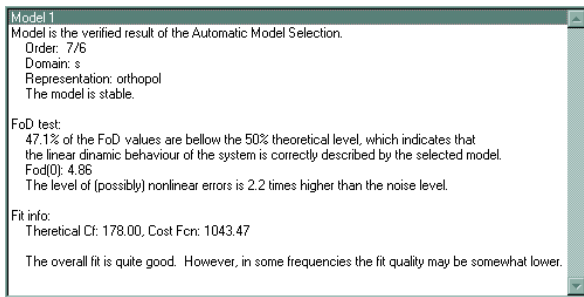 Model 1
Model is the verified result of the Automatic Model Selection.
Order: 7/6
Domain: s
Representation: orthopol
The model is stable.
FoD test:
47.1% of the FoD values are bellow the 50% theoretical level, which indicates that
the linear dinamic behaviour of the system is correctly described by the selected model.
Fod(0): 4.86
The level of (possibly) nonlinear errors is 2.2 times higher than the noise level.
Fit info:
Theretical Cf: 178.00, Cost Fcn: 1043.47
The overall fit is quite good. However, in some frequencies the fit quality may be somewhat lower.